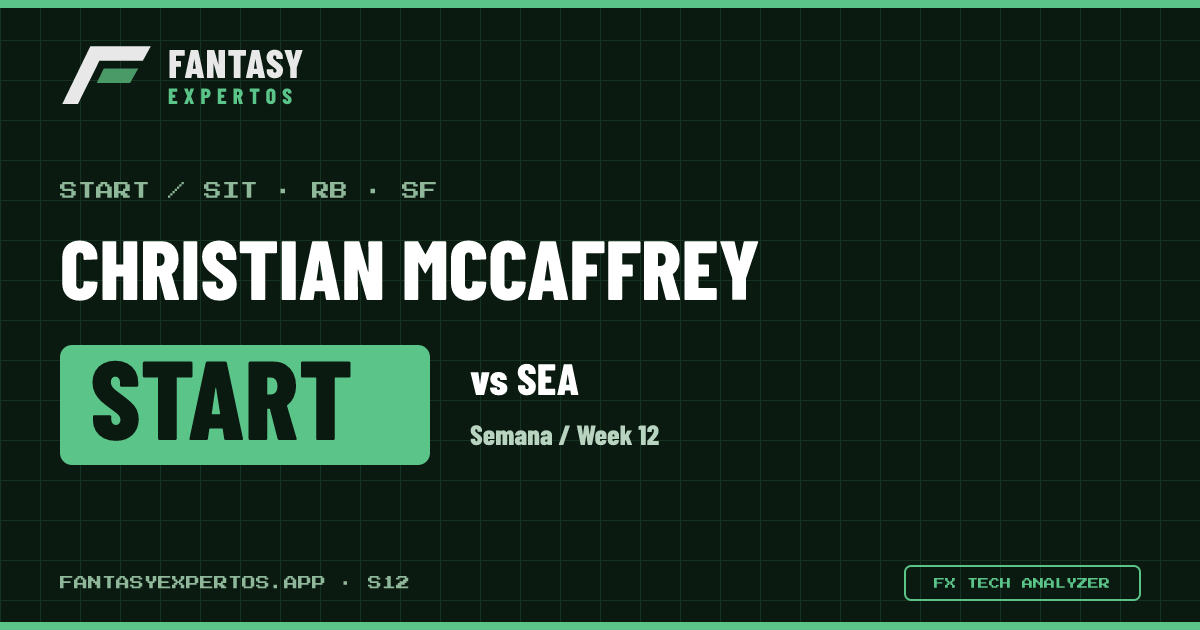 FANTASY
EXPERTOS
START / SIT · RB · SF
CHRISTIAN MCCAFFREY
START
vs SEA
Semana / Week 12
FANTASYEXPERTOS.APP · S12
FX TECH ANALYZER